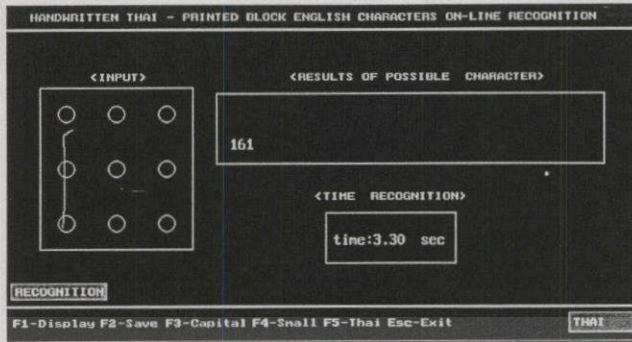 HANDWRITTEN THAI - PRINTED BLOCK ENGLISH CHARACTERS ON-LINE RECOGNITION
<INPUT>
<RESULTS OF POSSIBLE CHARACTER>
161
<TIME RECOGNITION>
time:3.30 sec
RECOGNITION
F1-Display F2-Save F3-Capital F4-Small F5-Thai Esc-Exit
THAI